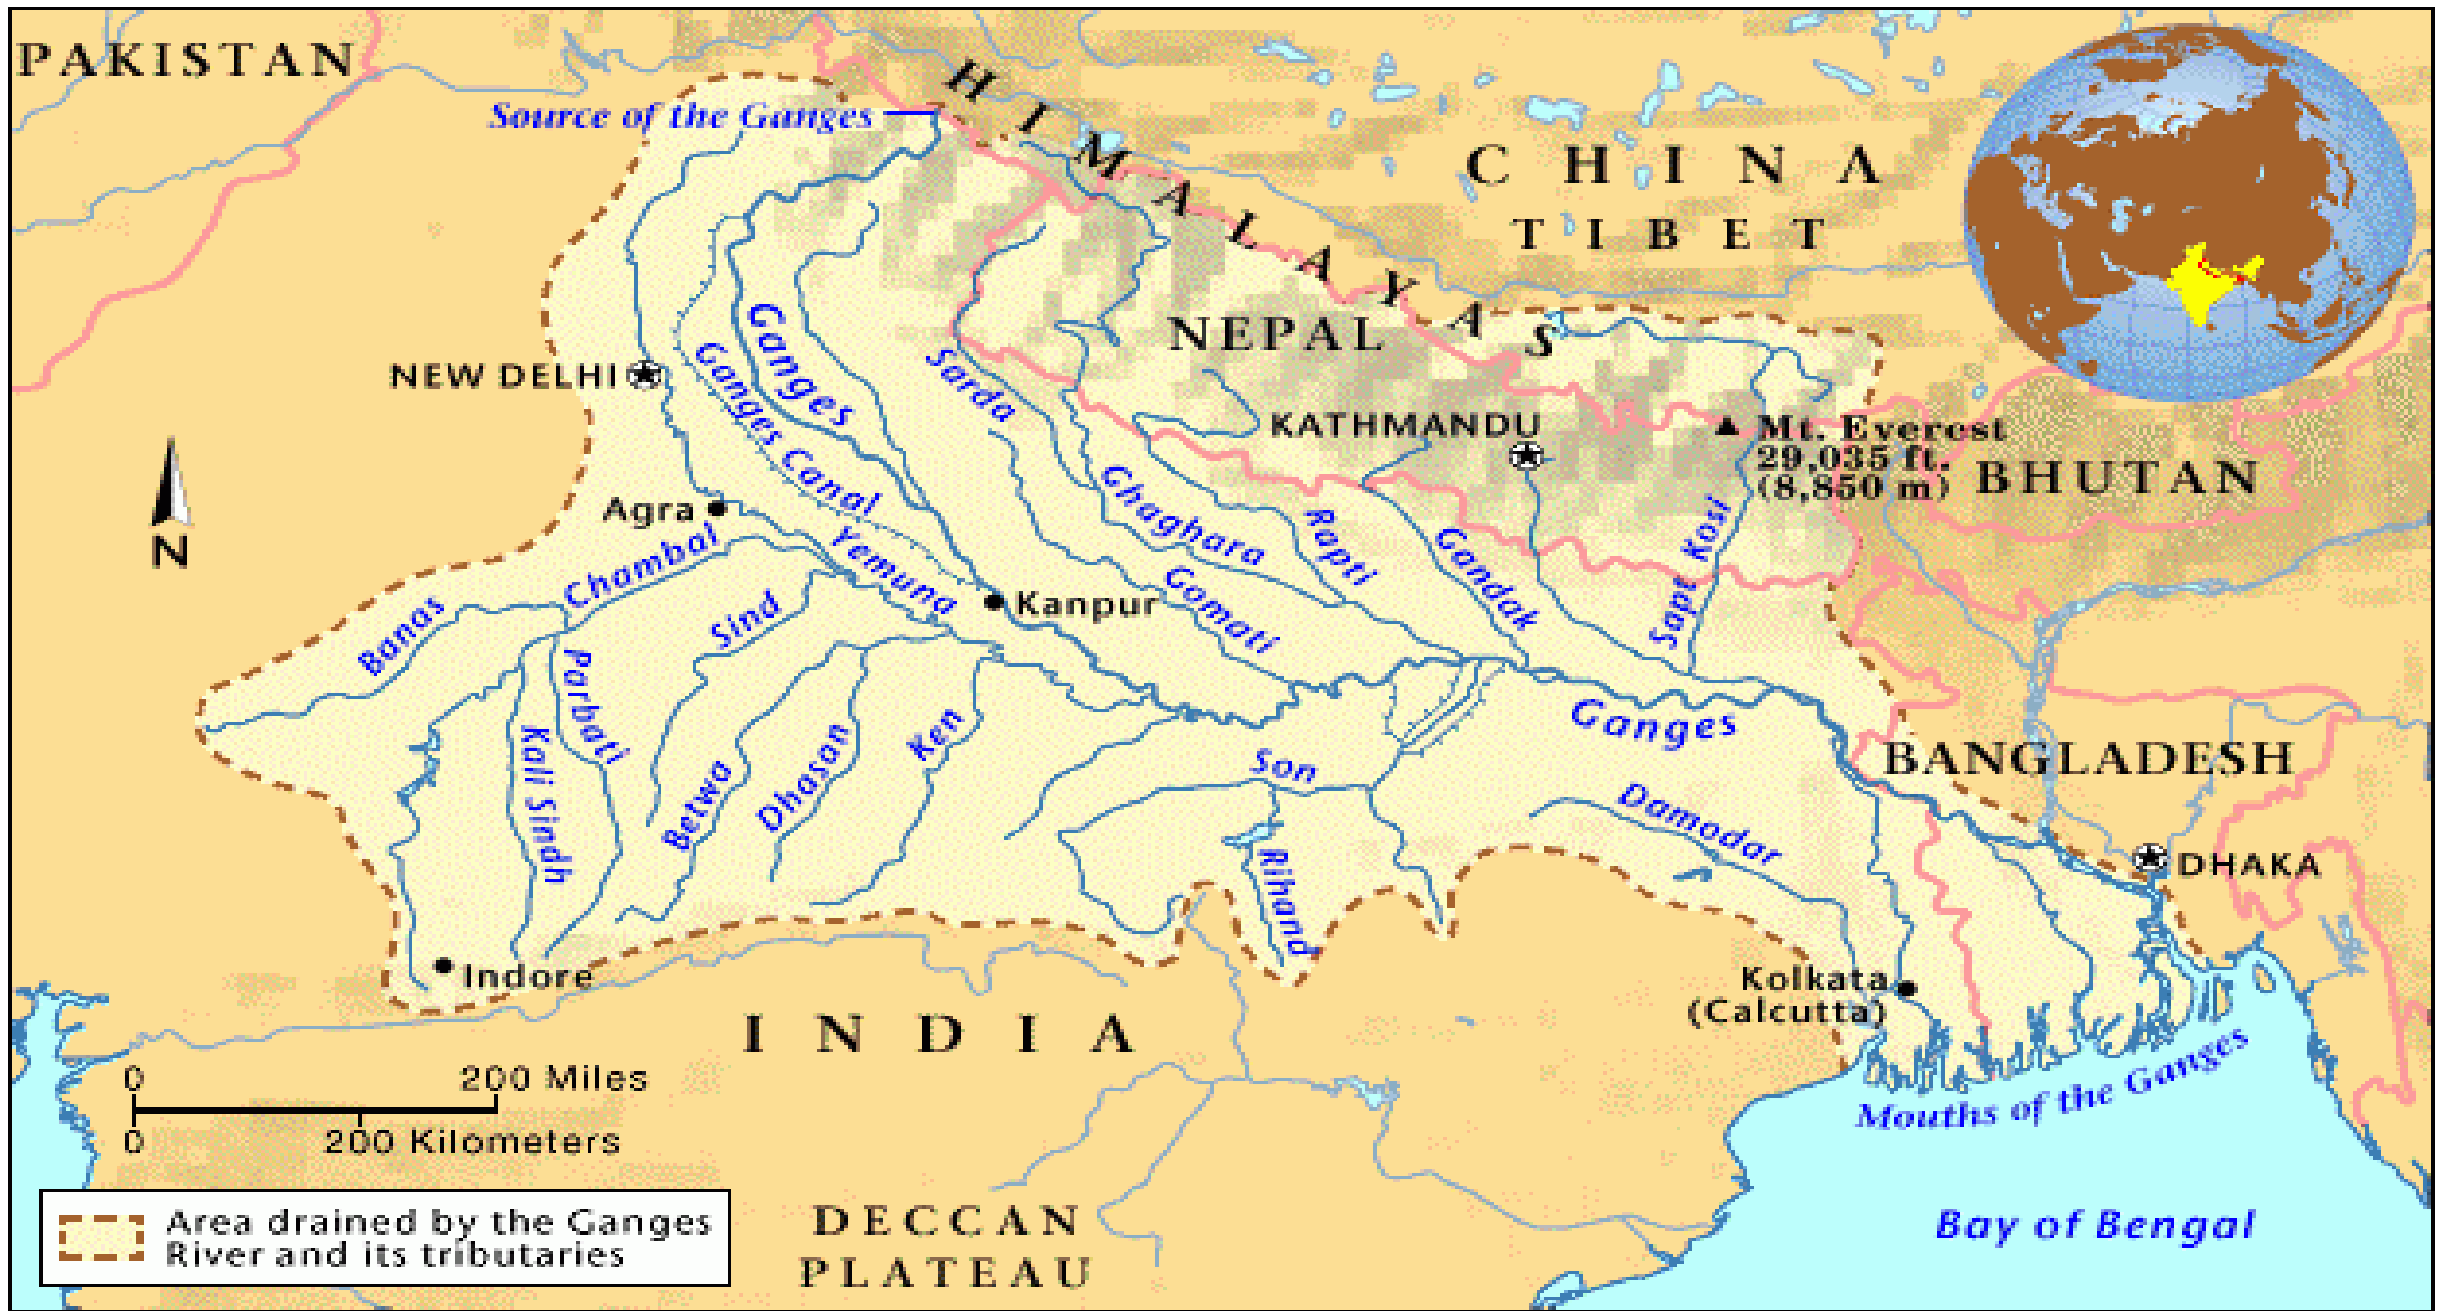 PAKISTAN
HIMALAYAS
Source of the Ganges
CHINA
TIBET
Ganges
Ganges Canal
Sarda
NEPAL
NEW DELHI
KATHMANDU
Mt. Everest
29,035 ft.
(8,850 m)
BHUTAN
N
Agra
Chambal
Yemuna
Ghaghara
Rapti
Gandak
Sapt Kosi
Banas
Sind
Kanpur
Gomati
Parbati
Kali Sindh
Betwa
Dhasan
Ken
Son
Ganges
BANGLADESH
Damodar
Rihand
DHAKA
Indore
Kolkata
(Calcutta)
INDIA
Mouths of the Ganges
0 200 Miles
0 200 Kilometers
Area drained by the Ganges
River and its tributaries
DECCAN
PLATEAU
Bay of Bengal